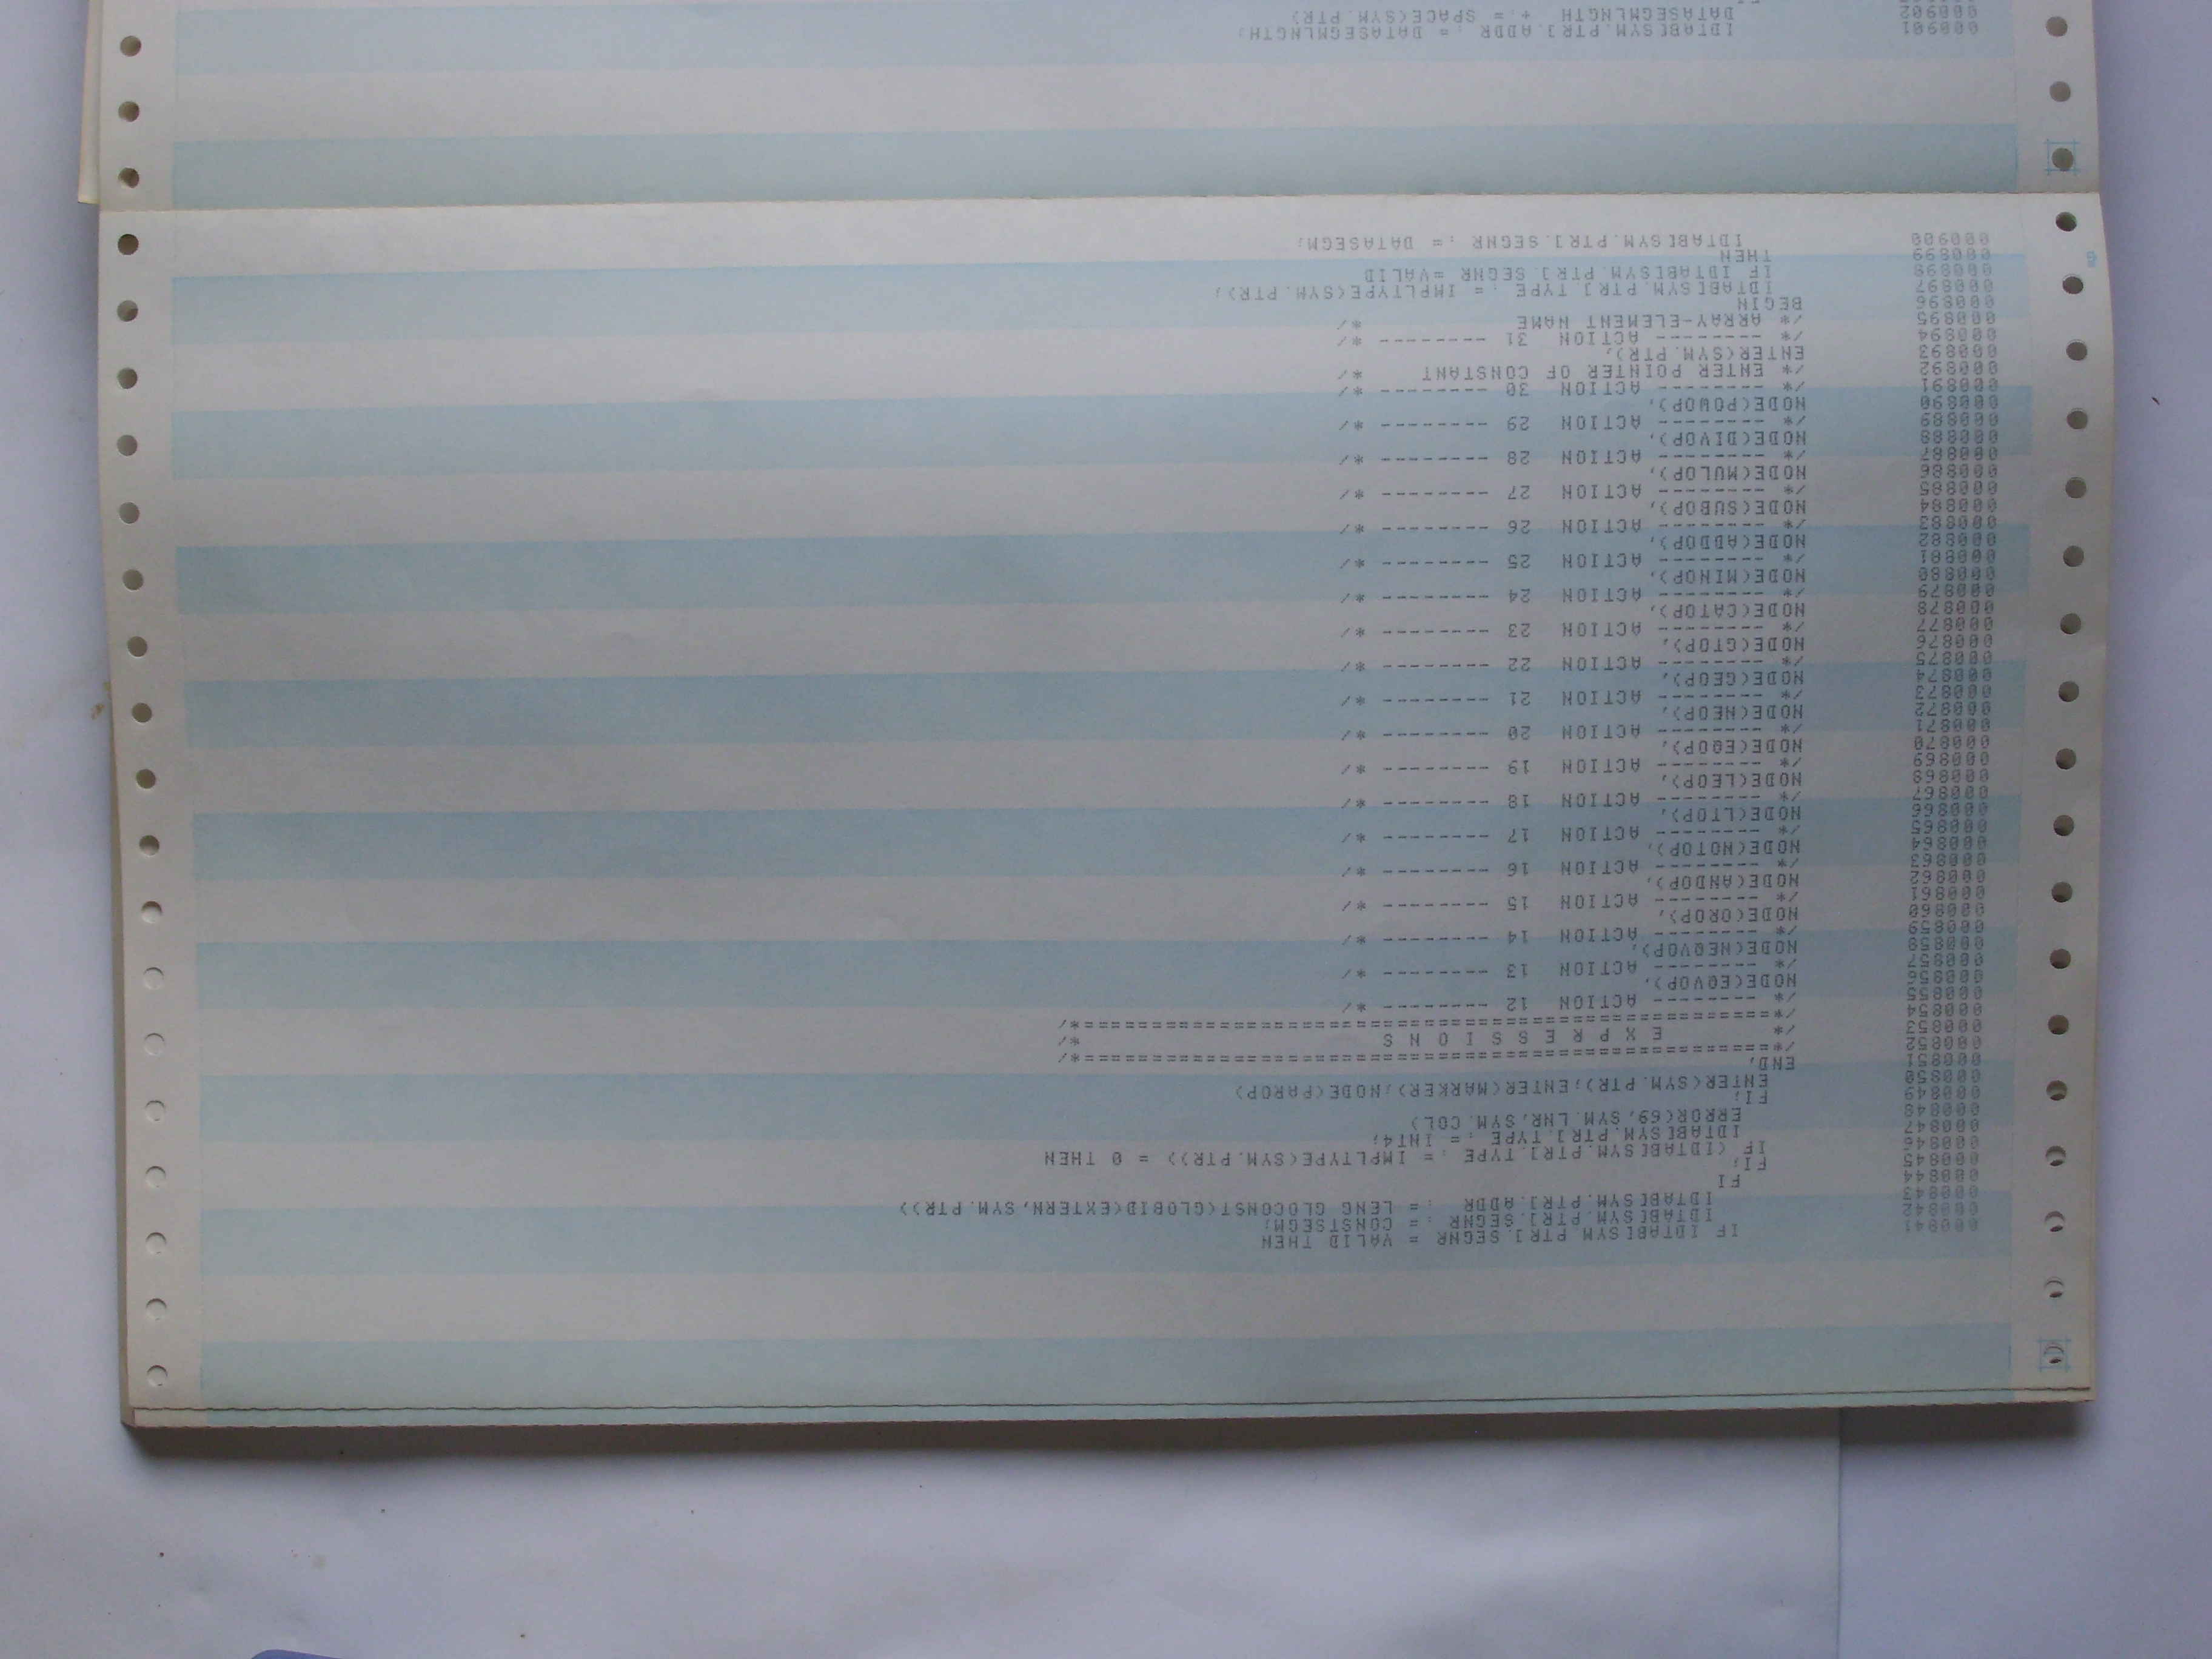 000841 IF IDTAB[SYM.PTR].SEGNR = VALID THEN
000842 IDTAB[SYM.PTR].SEGNR := CONSTSEGM;
000843 IDTAB[SYM.PTR].ADDR := LENG GLOCONST(GLOBID(EXTERN,SYM.PTR))
000844 FI
000845 FI;
000846 IF (IDTAB[SYM.PTR].TYPE := IMPLTYPE(SYM.PTR)) = 0 THEN
000847 IDTAB[SYM.PTR].TYPE := INT4;
000848 ERROR(69,SYM.LNR,SYM.COL)
000849 FI;
000850 ENTER(SYM.PTR);ENTER(MARKER);NODE(PAROP)
000851 END,
000852 /*===================================================*/
000853 /* E X P R E S S I O N S */
000854 /*===================================================*/
000855 /* -------- ACTION 12 -------- */
000856 NODE(EQVOP),
000857 /* -------- ACTION 13 -------- */
000858 NODE(NEQVOP),
000859 /* -------- ACTION 14 -------- */
000860 NODE(OROP),
000861 /* -------- ACTION 15 -------- */
000862 NODE(ANDOP),
000863 /* -------- ACTION 16 -------- */
000864 NODE(NOTOP),
000865 /* -------- ACTION 17 -------- */
000866 NODE(LTOP),
000867 /* -------- ACTION 18 -------- */
000868 NODE(LEOP),
000869 /* -------- ACTION 19 -------- */
000870 NODE(EQOP),
000871 /* -------- ACTION 20 -------- */
000872 NODE(NEOP),
000873 /* -------- ACTION 21 -------- */
000874 NODE(GEOP),
000875 /* -------- ACTION 22 -------- */
000876 NODE(GTOP),
000877 /* -------- ACTION 23 -------- */
000878 NODE(CATOP),
000879 /* -------- ACTION 24 -------- */
000880 NODE(MINOP),
000881 /* -------- ACTION 25 -------- */
000882 NODE(ADDOP),
000883 /* -------- ACTION 26 -------- */
000884 NODE(SUBOP),
000885 /* -------- ACTION 27 -------- */
000886 NODE(MULOP),
000887 /* -------- ACTION 28 -------- */
000888 NODE(DIVOP),
000889 /* -------- ACTION 29 -------- */
000890 NODE(POWOP),
000891 /* -------- ACTION 30 -------- */
000892 /* ENTER POINTER OF CONSTANT */
000893 ENTER(SYM.PTR),
000894 /* -------- ACTION 31 -------- */
000895 /* ARRAY-ELEMENT NAME */
000896 BEGIN
000897 IDTAB[SYM.PTR].TYPE := IMPLTYPE(SYM.PTR);
000898 IF IDTAB[SYM.PTR].SEGNR =VALID
000899 THEN
000900 IDTAB[SYM.PTR].SEGNR := DATASEGM;
000901 IDTAB[SYM.PTR].ADDR := DATASEGMLNGTH;
000902 DATASEGMLNGTH +:= SPACE(SYM.PTR)